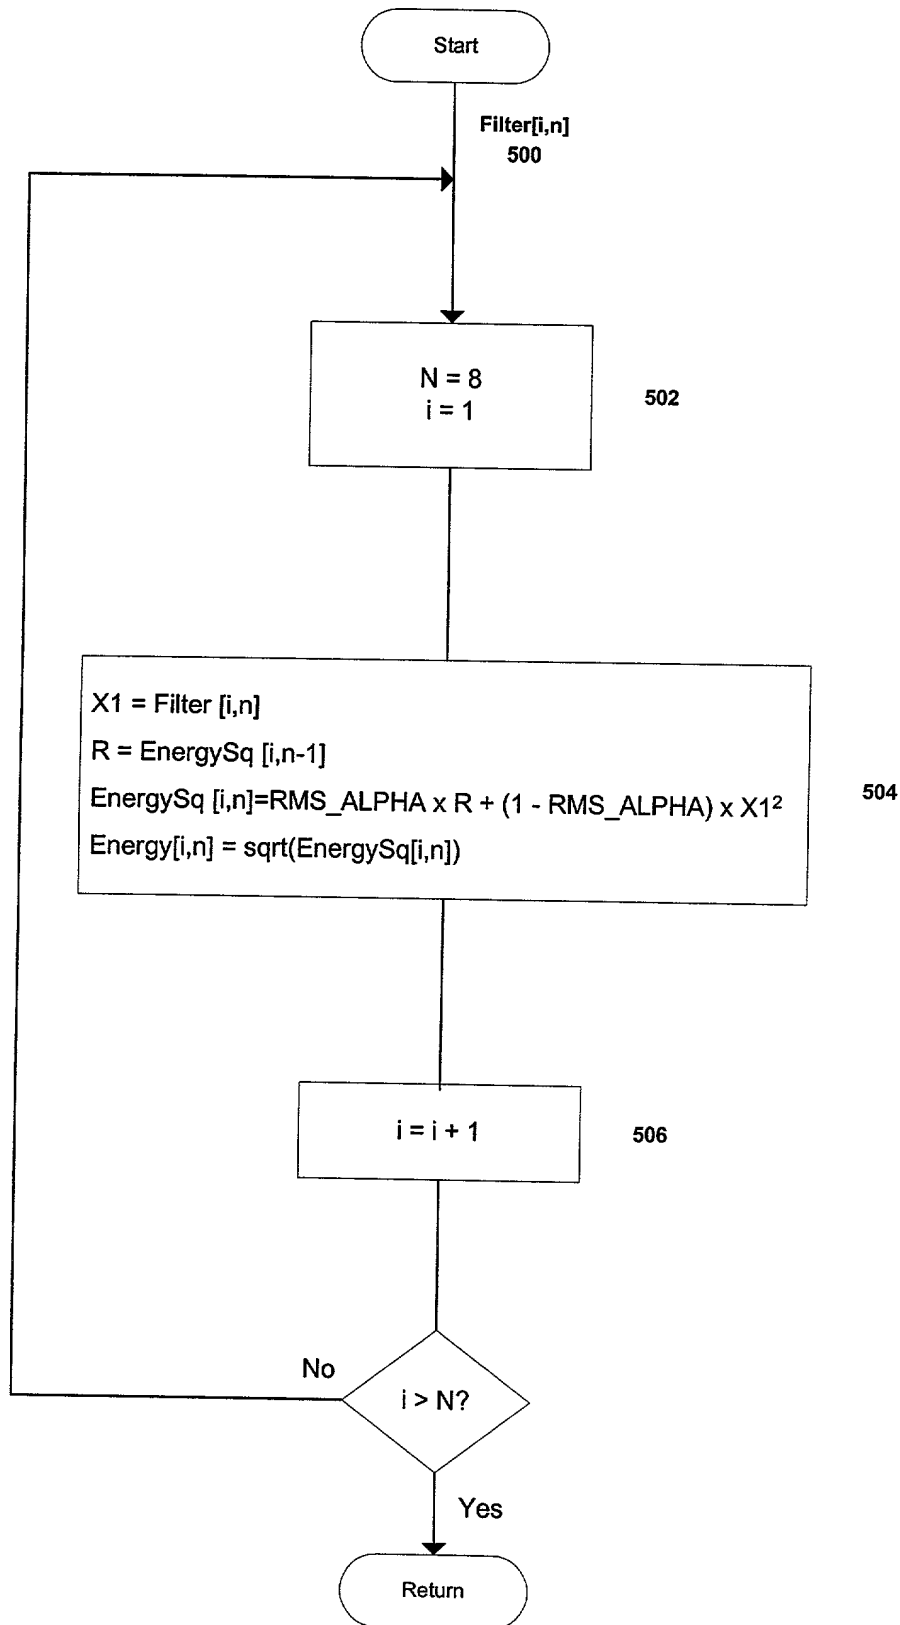 Start
Filter[i,n]
500
N = 8
i = 1
502
X1 = Filter [i,n]
R = EnergySq [i,n-1]
EnergySq [i,n]=RMS_ALPHA x R + (1 - RMS_ALPHA) x X1²
Energy[i,n] = sqrt(EnergySq[i,n])
504
i = i + 1
506
No
i > N?
Yes
Return